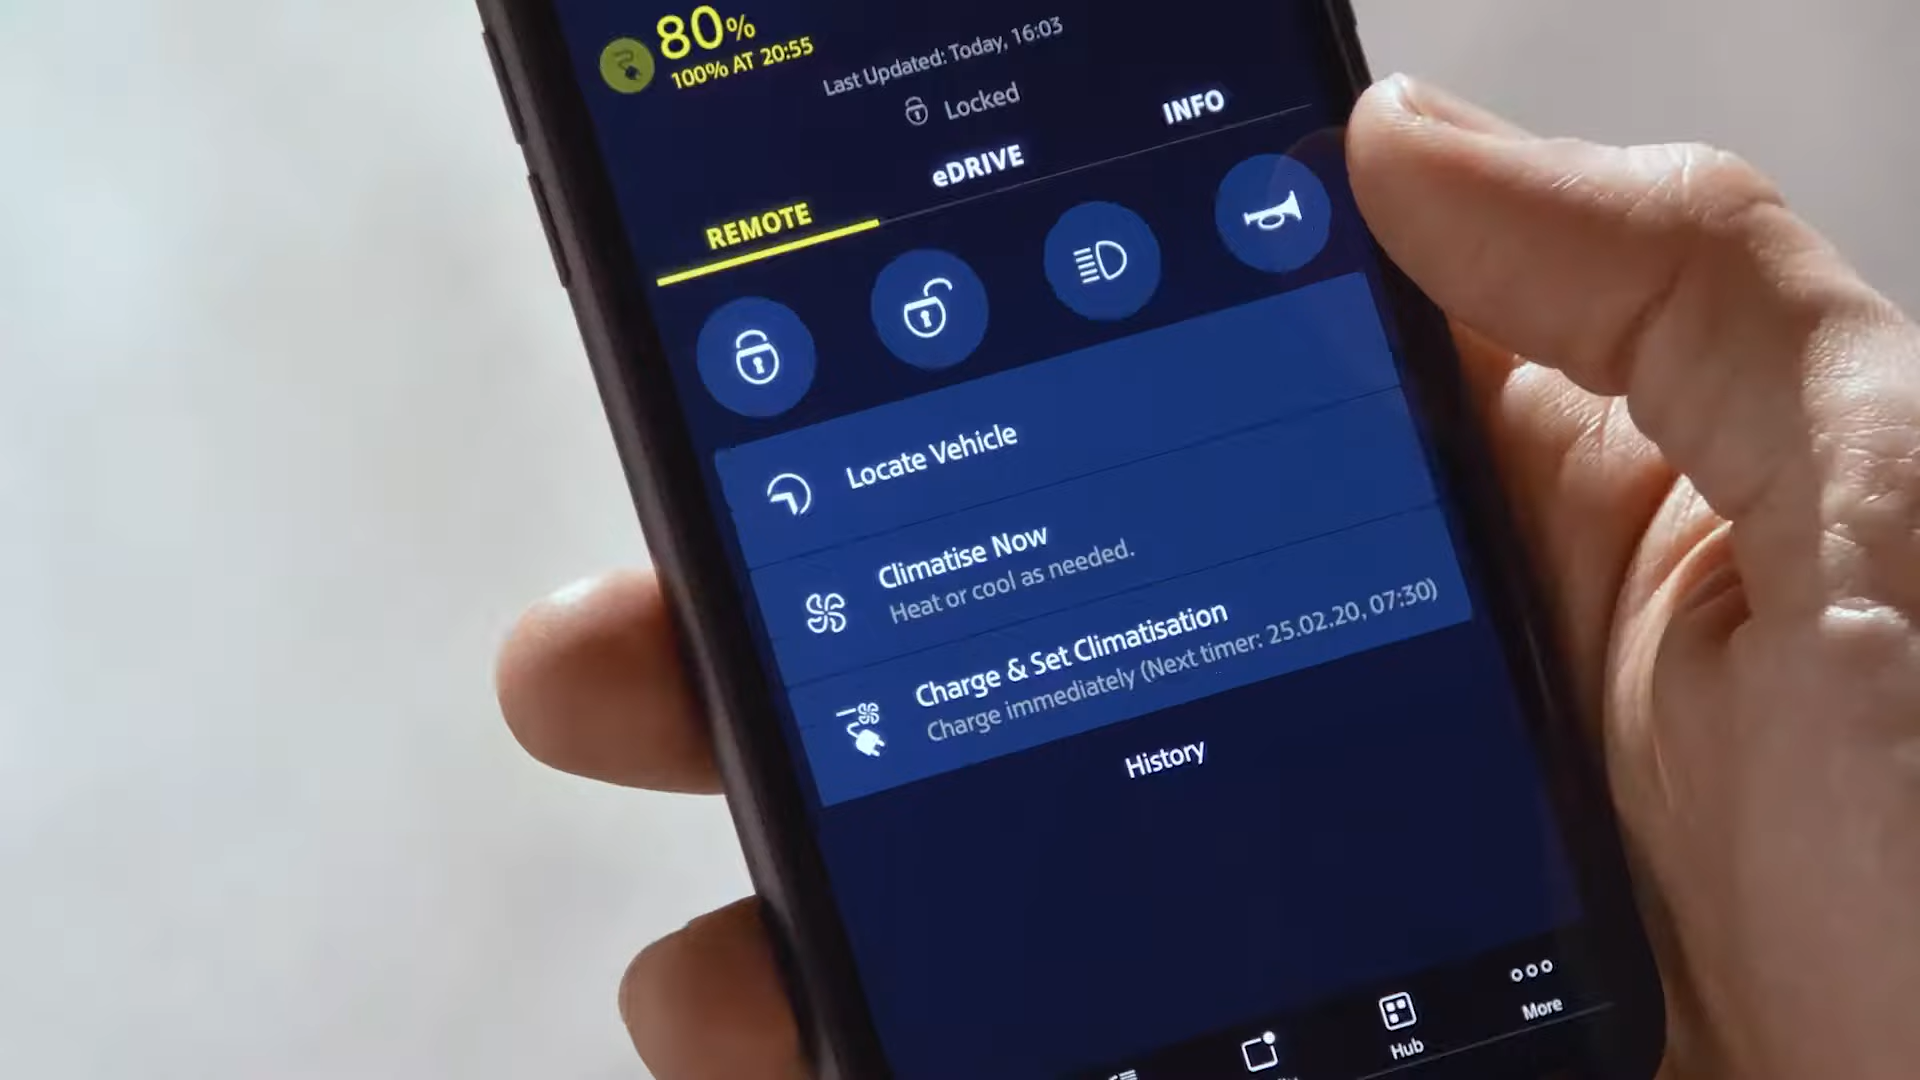 80%
100% AT 20:55
Last Updated: Today, 16:03
Locked
REMOTE
eDRIVE
INFO
Locate Vehicle
Climatise Now
Heat or cool as needed.
Charge & Set Climatisation
Charge immediately (Next timer: 25.02.20, 07:30)
History
Hub
More